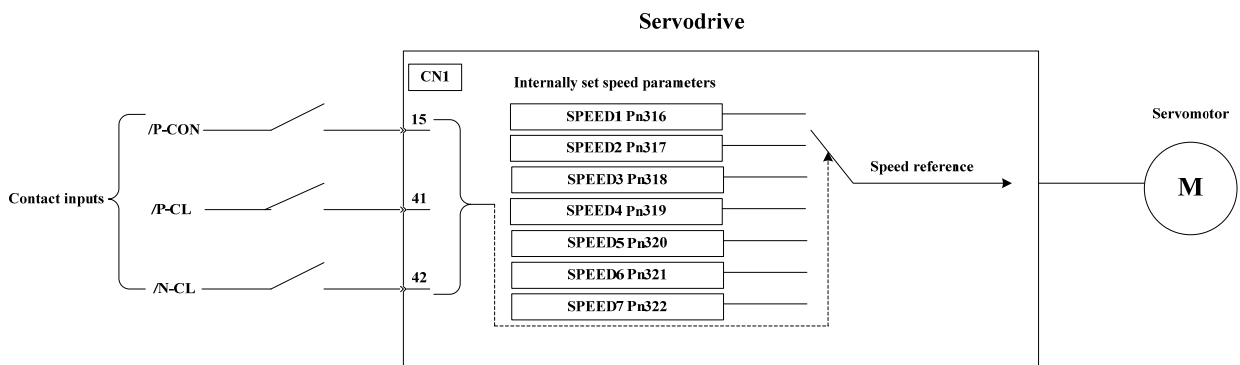 Servodrive
CN1
Internally set speed parameters
Contact inputs
/P-CON
15
/P-CL
41
/N-CL
42
SPEED1 Pn316
SPEED2 Pn317
SPEED3 Pn318
SPEED4 Pn319
SPEED5 Pn320
SPEED6 Pn321
SPEED7 Pn322
Speed reference
Servomotor
M